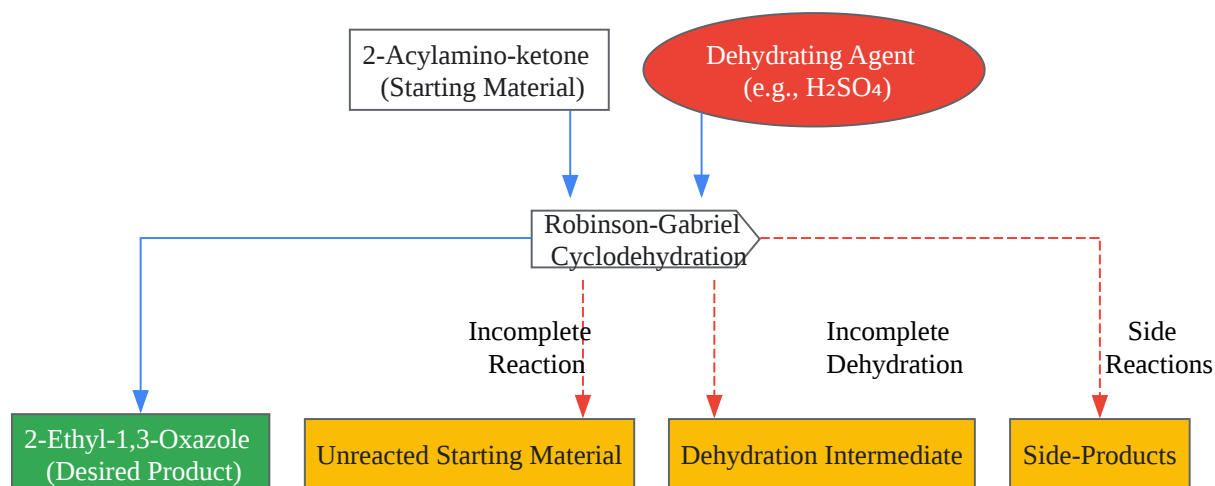 2-Acylamino-ketone
(Starting Material)
Dehydrating Agent
(e.g., H₂SO₄)
Robinson-Gabriel
Cyclodehydration
Incomplete
Reaction
Incomplete
Dehydration
Side
Reactions
2-Ethyl-1,3-Oxazole
(Desired Product)
Unreacted Starting Material
Dehydration Intermediate
Side-Products